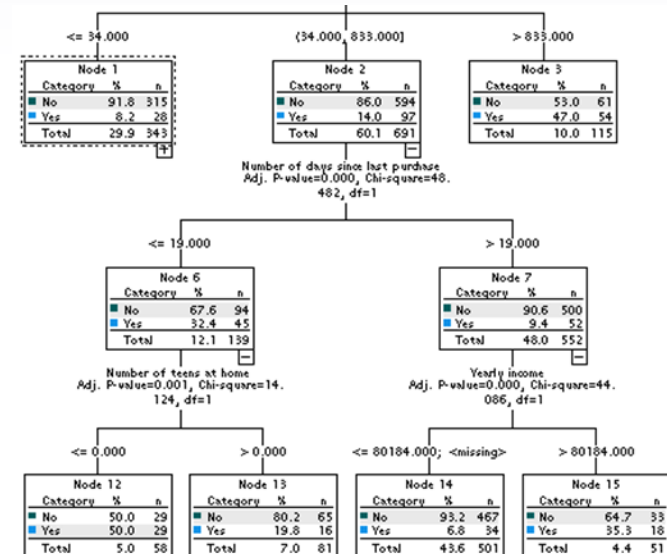 <= 34.000
(34.000, 833.000]
> 833.000
Node 1
Category % n
No 91.8 315
Yes 8.2 28
Total 29.9 343
Node 2
Category % n
No 86.0 594
Yes 14.0 97
Total 60.1 691
Node 3
Category % n
No 53.0 61
Yes 47.0 54
Total 10.0 115
Number of days since last purchase
Adj. P-value=0.000, Chi-square=48.
482, df=1
<= 19.000
> 19.000
Node 6
Category % n
No 67.6 94
Yes 32.4 45
Total 12.1 139
Node 7
Category % n
No 90.6 500
Yes 9.4 52
Total 48.0 552
Number of teens at home
Adj. P-value=0.001, Chi-square=14.
124, df=1
Yearly income
Adj. P-value=0.000, Chi-square=44.
086, df=1
<= 0.000
> 0.000
<= 80184.000; <missing>
> 80184.000
Node 12
Category % n
No 50.0 29
Yes 50.0 29
Total 5.0 58
Node 13
Category % n
No 80.2 65
Yes 19.8 16
Total 7.0 81
Node 14
Category % n
No 93.2 467
Yes 6.8 34
Total 43.6 501
Node 15
Category % n
No 64.7 33
Yes 35.3 18
Total 4.4 51